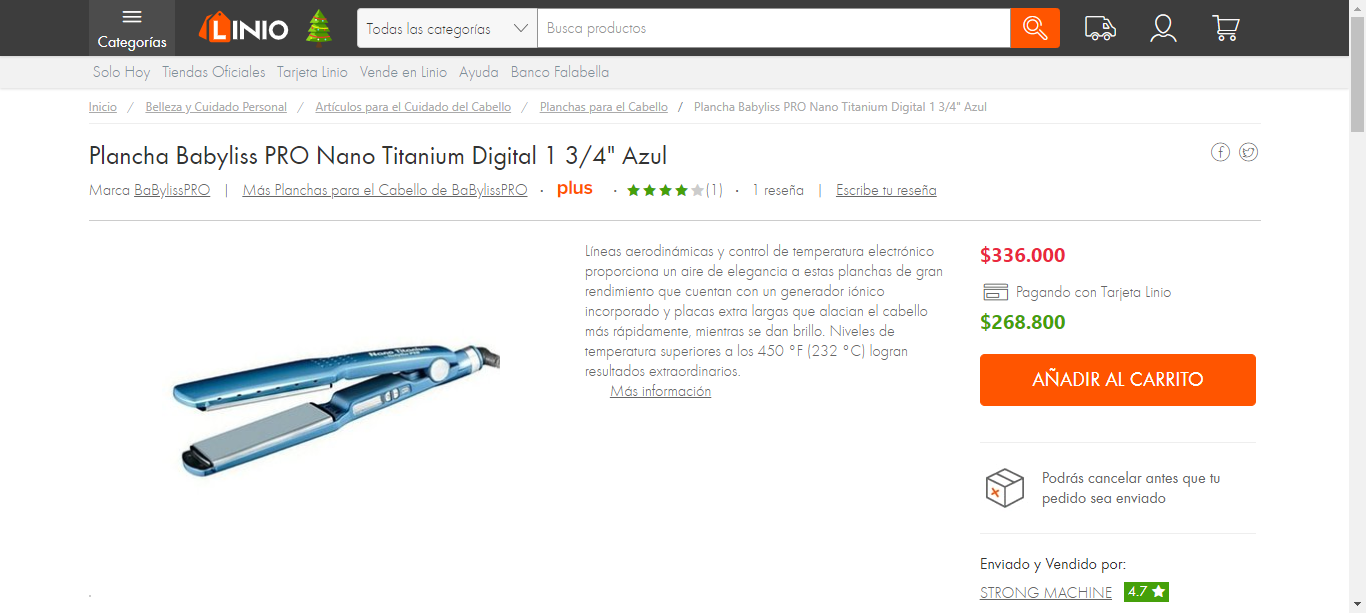 Categorías
LINIO
Todas las categorías
Busca productos
Solo Hoy Tiendas Oficiales Tarjeta Linio Vende en Linio Ayuda Banco Falabella
Inicio / Belleza y Cuidado Personal / Artículos para el Cuidado del Cabello / Planchas para el Cabello / Plancha Babyliss PRO Nano Titanium Digital 1 3/4" Azul
Plancha Babyliss PRO Nano Titanium Digital 1 3/4" Azul
Marca BaBylissPRO | Más Planchas para el Cabello de BaBylissPRO · plus · (1) · 1 reseña | Escribe tu reseña
Líneas aerodinámicas y control de temperatura electrónico
proporciona un aire de elegancia a estas planchas de gran
rendimiento que cuentan con un generador iónico
incorporado y placas extra largas que alacian el cabello
más rápidamente, mientras se dan brillo. Niveles de
temperatura superiores a los 450 °F (232 °C) logran
resultados extraordinarios.
Más información
Nano Titanium
$336.000
Pagando con Tarjeta Linio
$268.800
AÑADIR AL CARRITO
Podrás cancelar antes que tu
pedido sea enviado
Enviado y Vendido por:
STRONG MACHINE 4.7